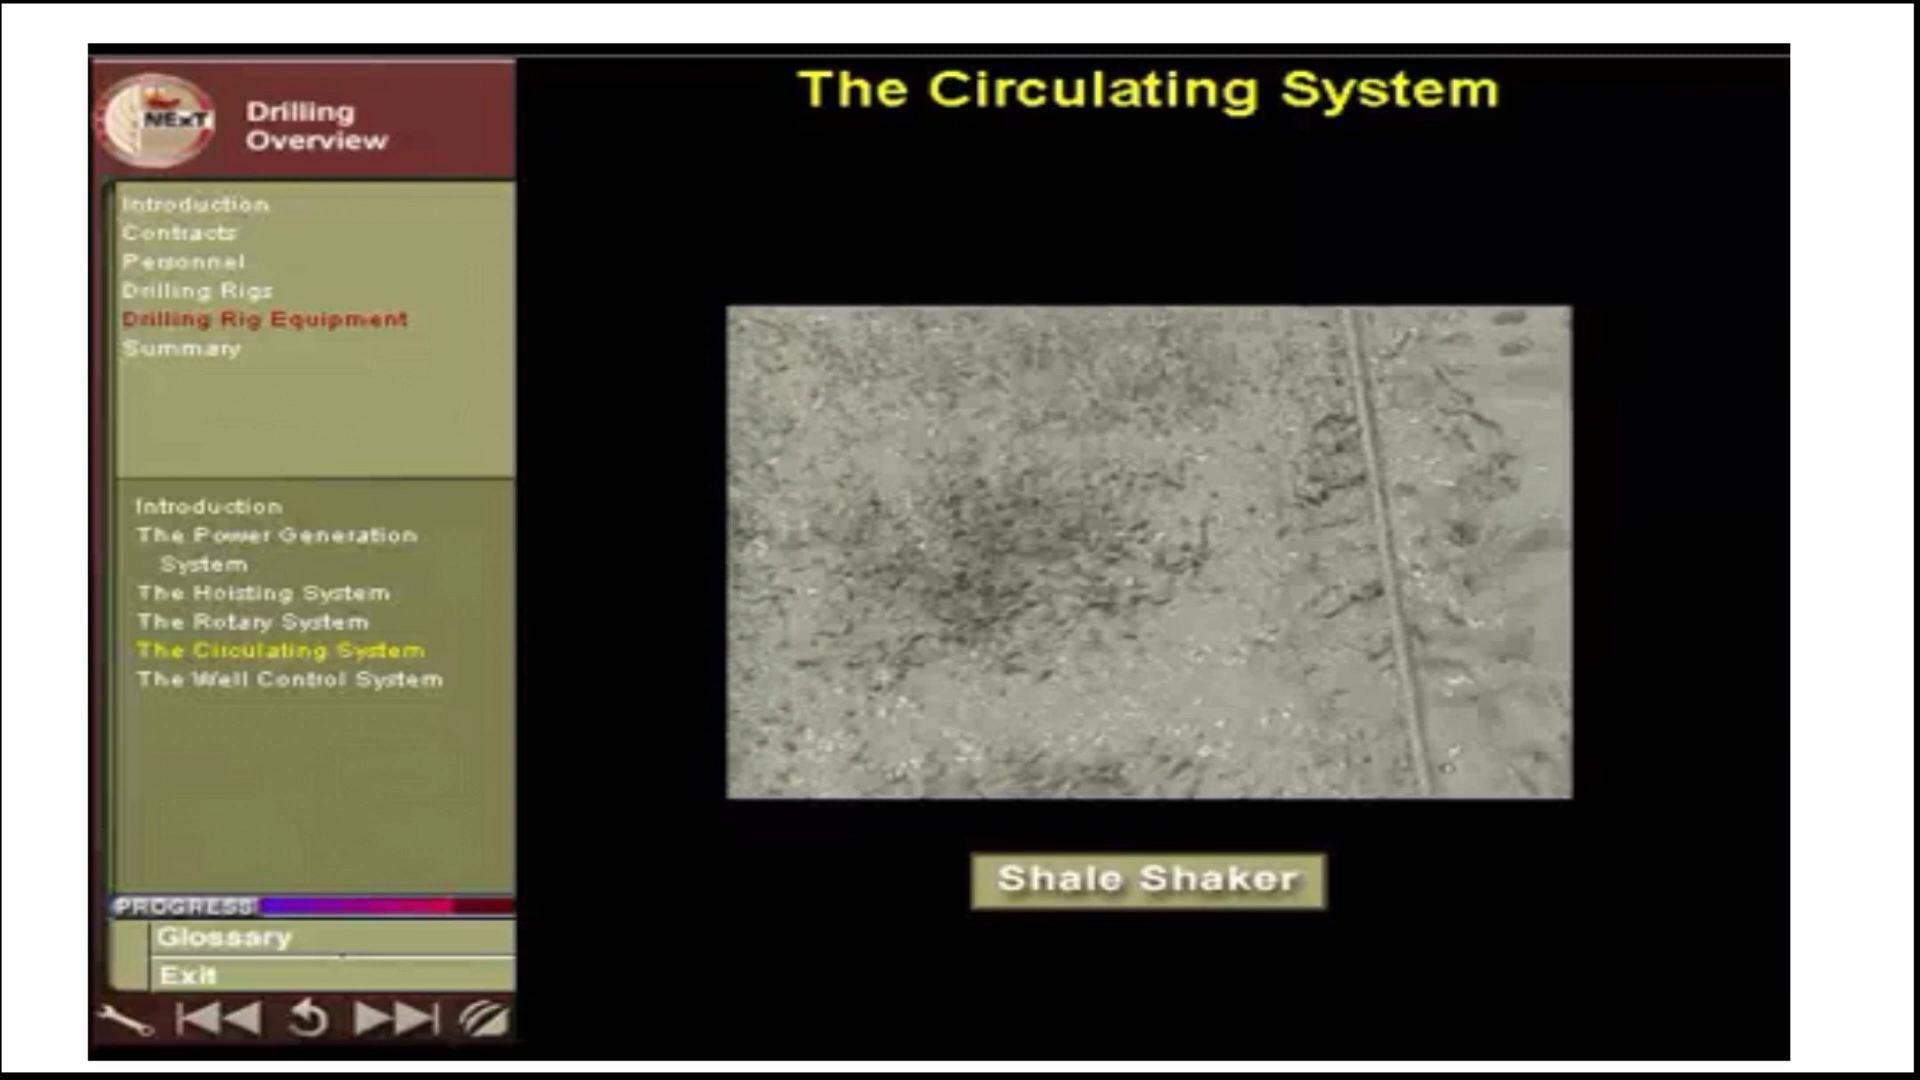 The Circulating System
NExT
Drilling
Overview
Introduction
Contracts
Personnel
Drilling Rigs
Drilling Rig Equipment
Summary
Introduction
The Power Generation
System
The Hoisting System
The Rotary System
The Circulating System
The Well Control System
PROGRESS
Glossary
Exit
Shale Shaker